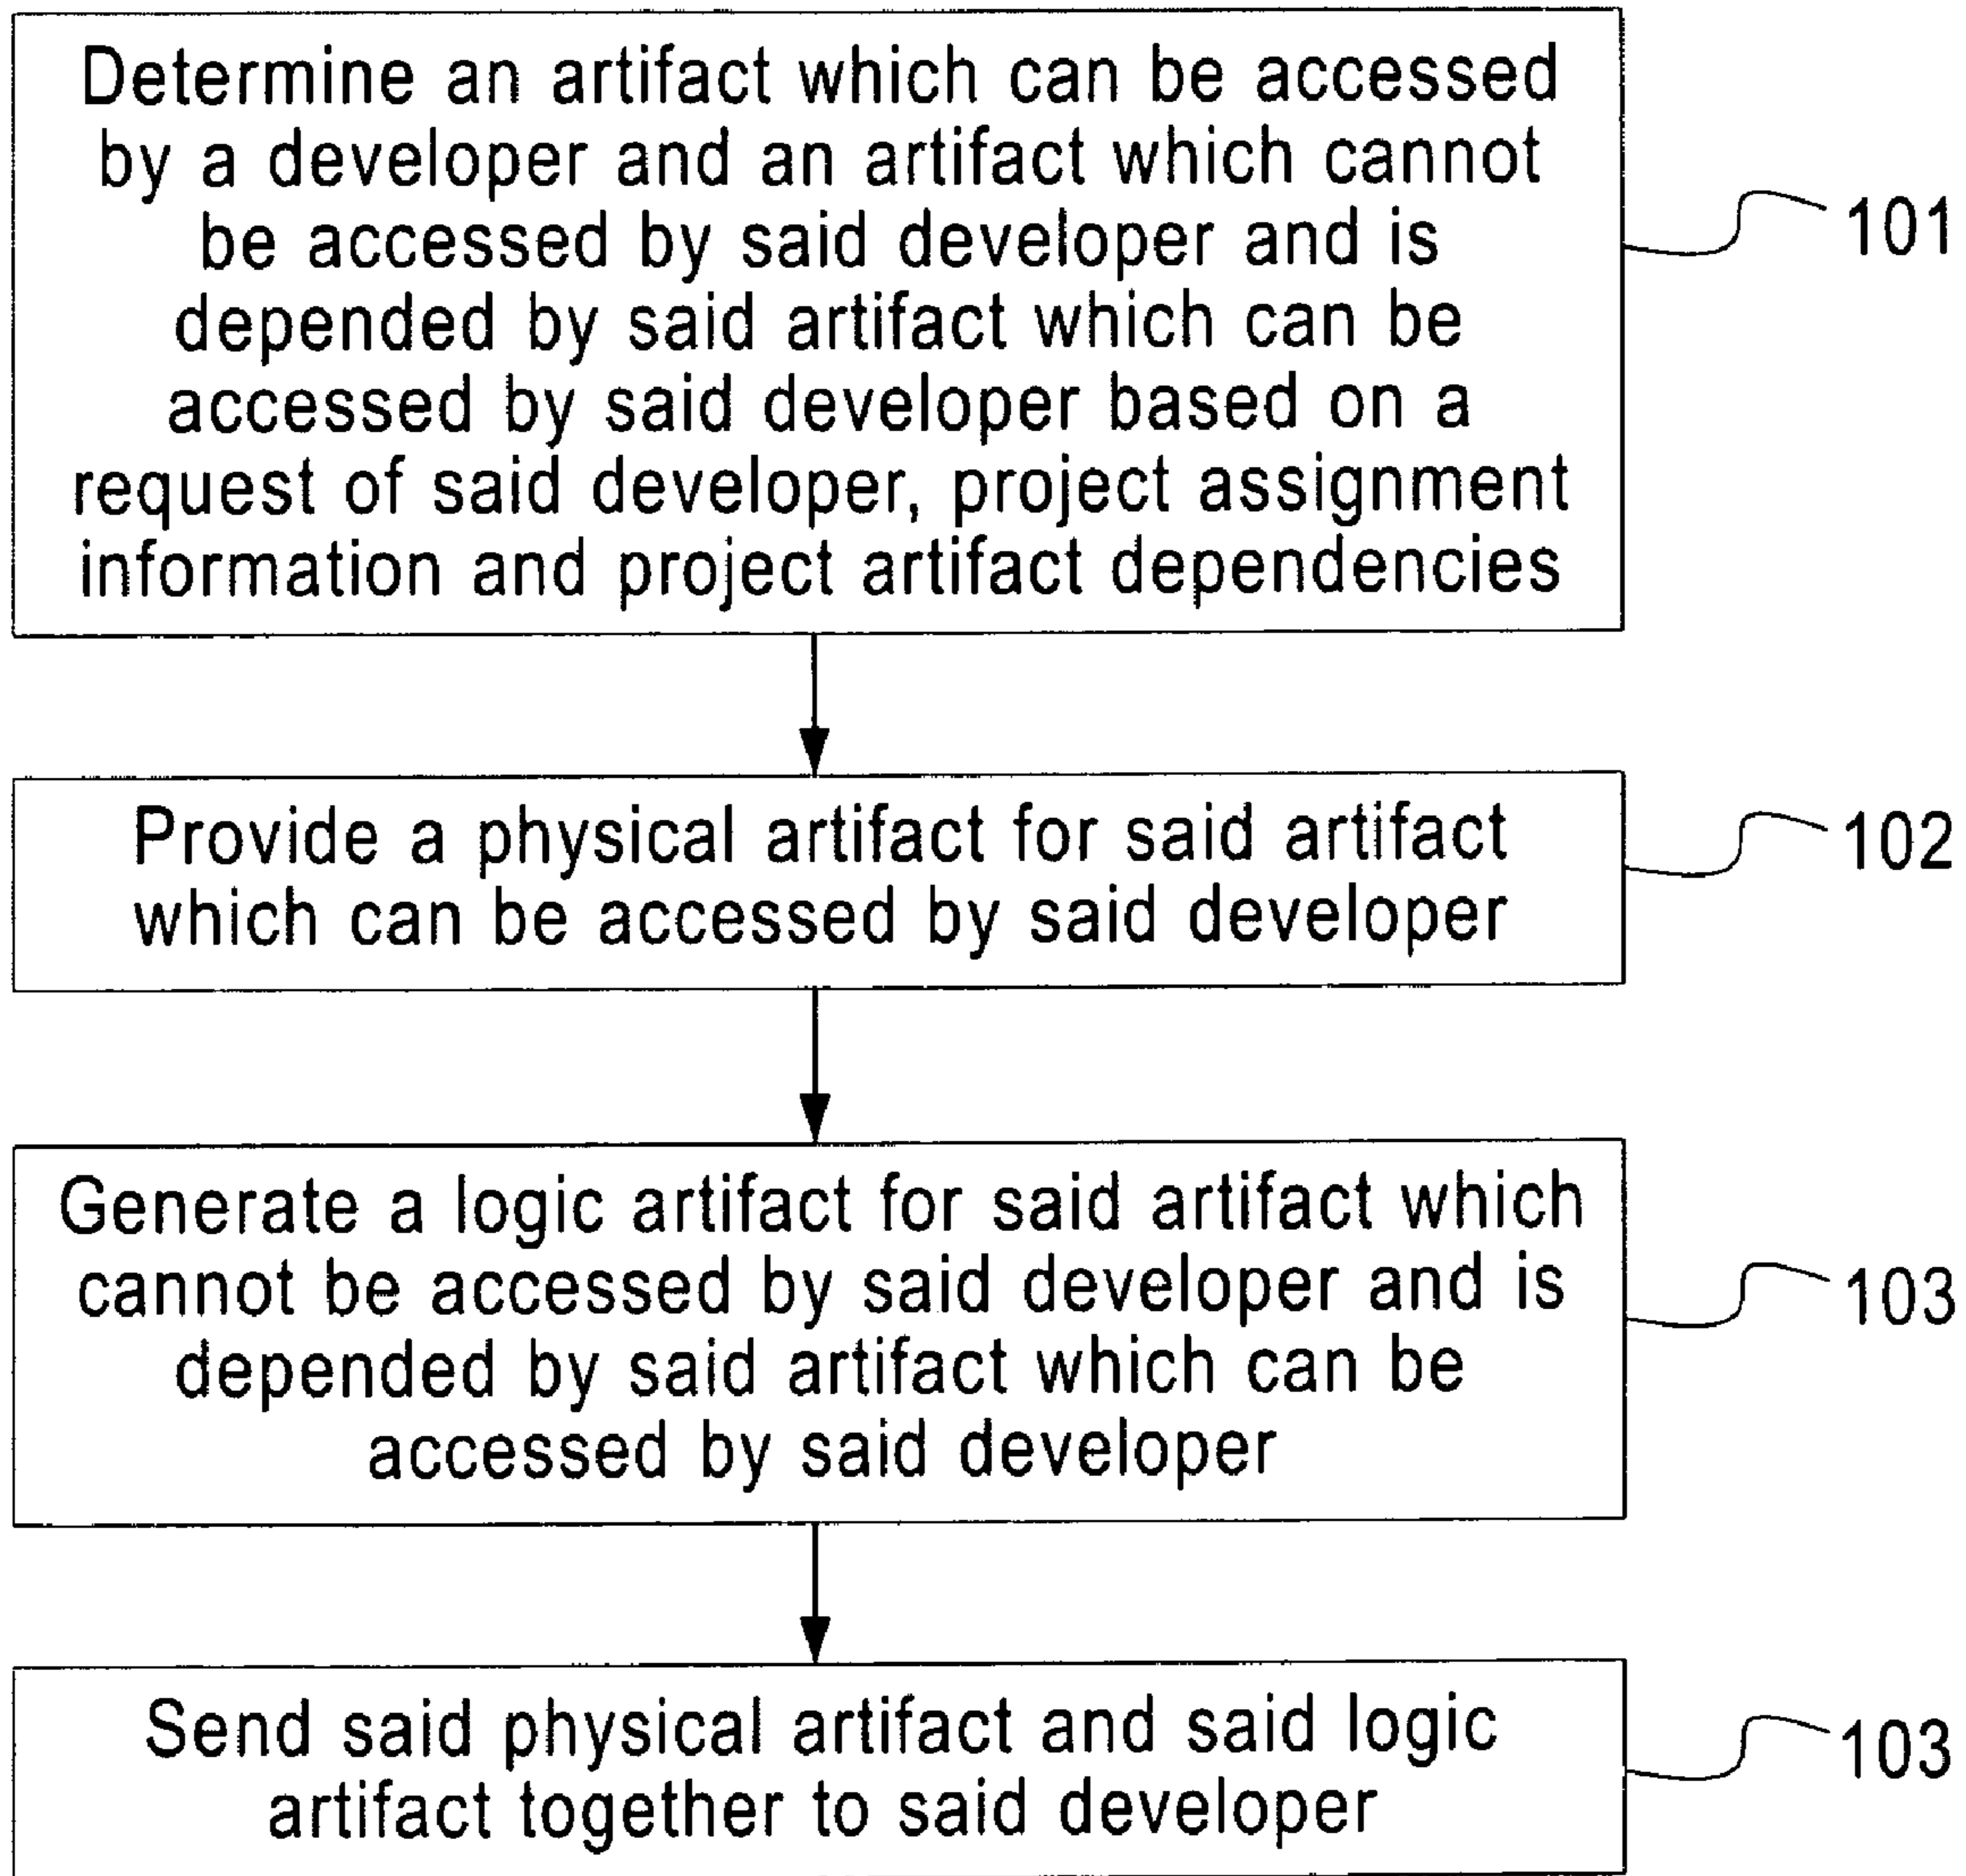 Determine an artifact which can be accessed
by a developer and an artifact which cannot
be accessed by said developer and is
depended by said artifact which can be
accessed by said developer based on a
request of said developer, project assignment
information and project artifact dependencies
101
Provide a physical artifact for said artifact
which can be accessed by said developer
102
Generate a logic artifact for said artifact which
cannot be accessed by said developer and is
depended by said artifact which can be
accessed by said developer
103
Send said physical artifact and said logic
artifact together to said developer
103